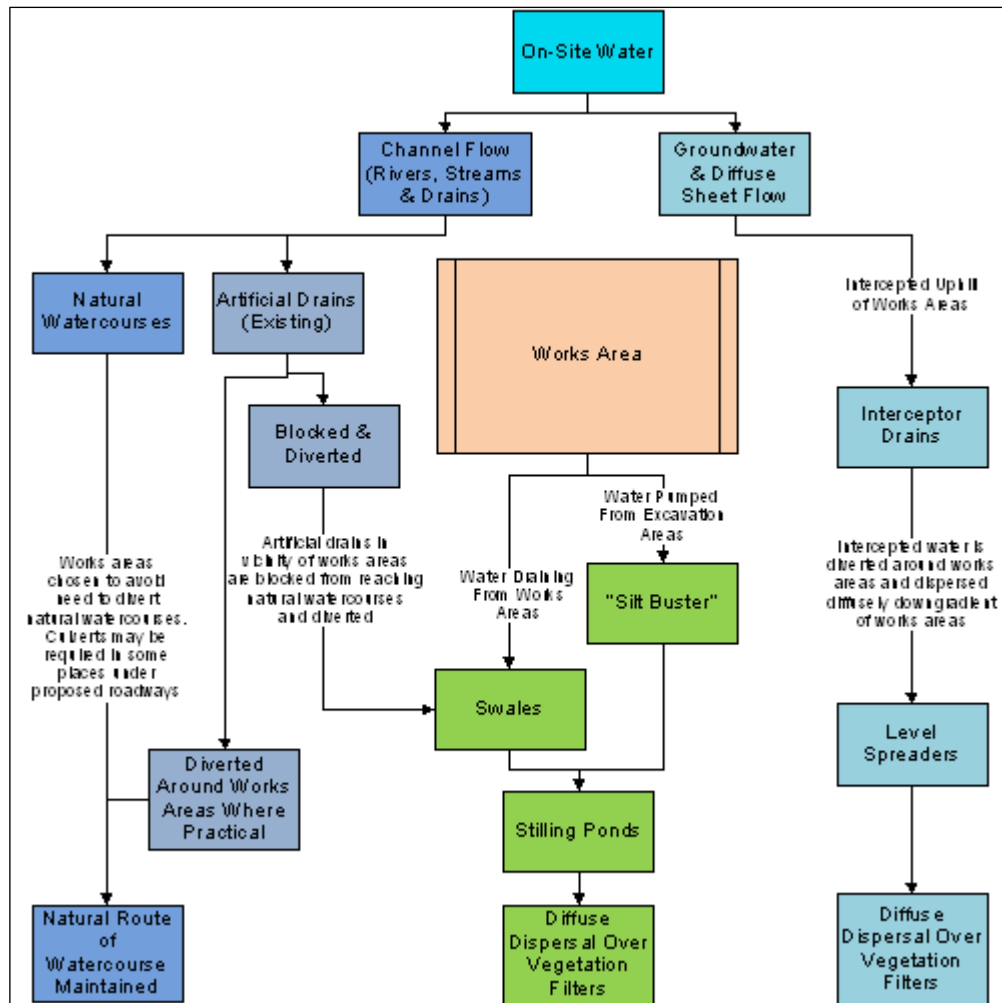 On-Site Water
Channel Flow
(Rivers, Streams
& Drains)
Groundwater
& Diffuse
Sheet Flow
Natural
Watercourses
Artificial Drains
(Existing)
Works Area
Intercepted Uphill
of Works Areas
Blocked &
Diverted
Interceptor
Drains
Water Pumped
From Excavation
Areas
Artificial drains in
vicinity of works areas
are blocked from reaching
natural watercourses
and diverted
Works areas
chosen to avoid
need to divert
natural watercourses.
Culverts may be
required in some
places under
proposed roadways
Water Draining
From Works
Areas
"Silt Buster"
Intercepted water is
diverted around works
areas and dispersed
diffusely downgradient
of works areas
Swales
Level
Spreaders
Diverted
Around Works
Areas Where
Practical
Stilling Ponds
Natural Route
of
Watercourse
Maintained
Diffuse
Dispersal Over
Vegetation
Filters
Diffuse
Dispersal Over
Vegetation
Filters